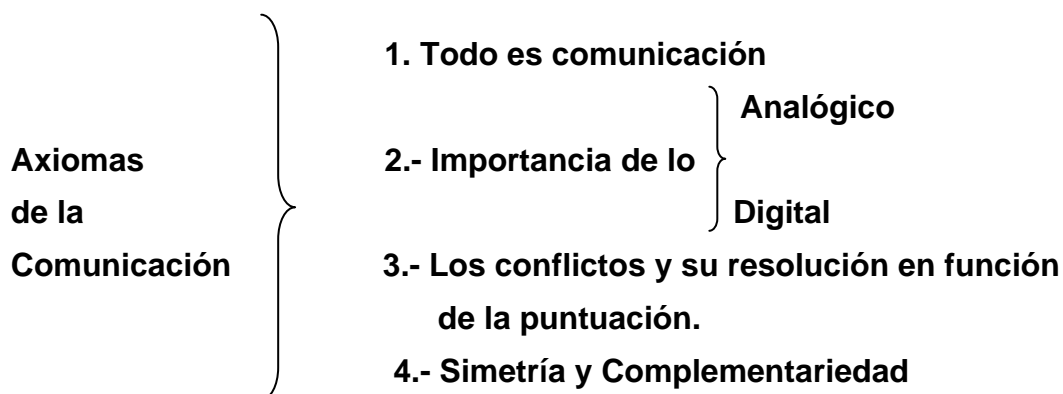 1. Todo es comunicación
Analógico
Axiomas
2.- Importancia de lo
de la
Digital
Comunicación
3.- Los conflictos y su resolución en función
de la puntuación.
4.- Simetría y Complementariedad